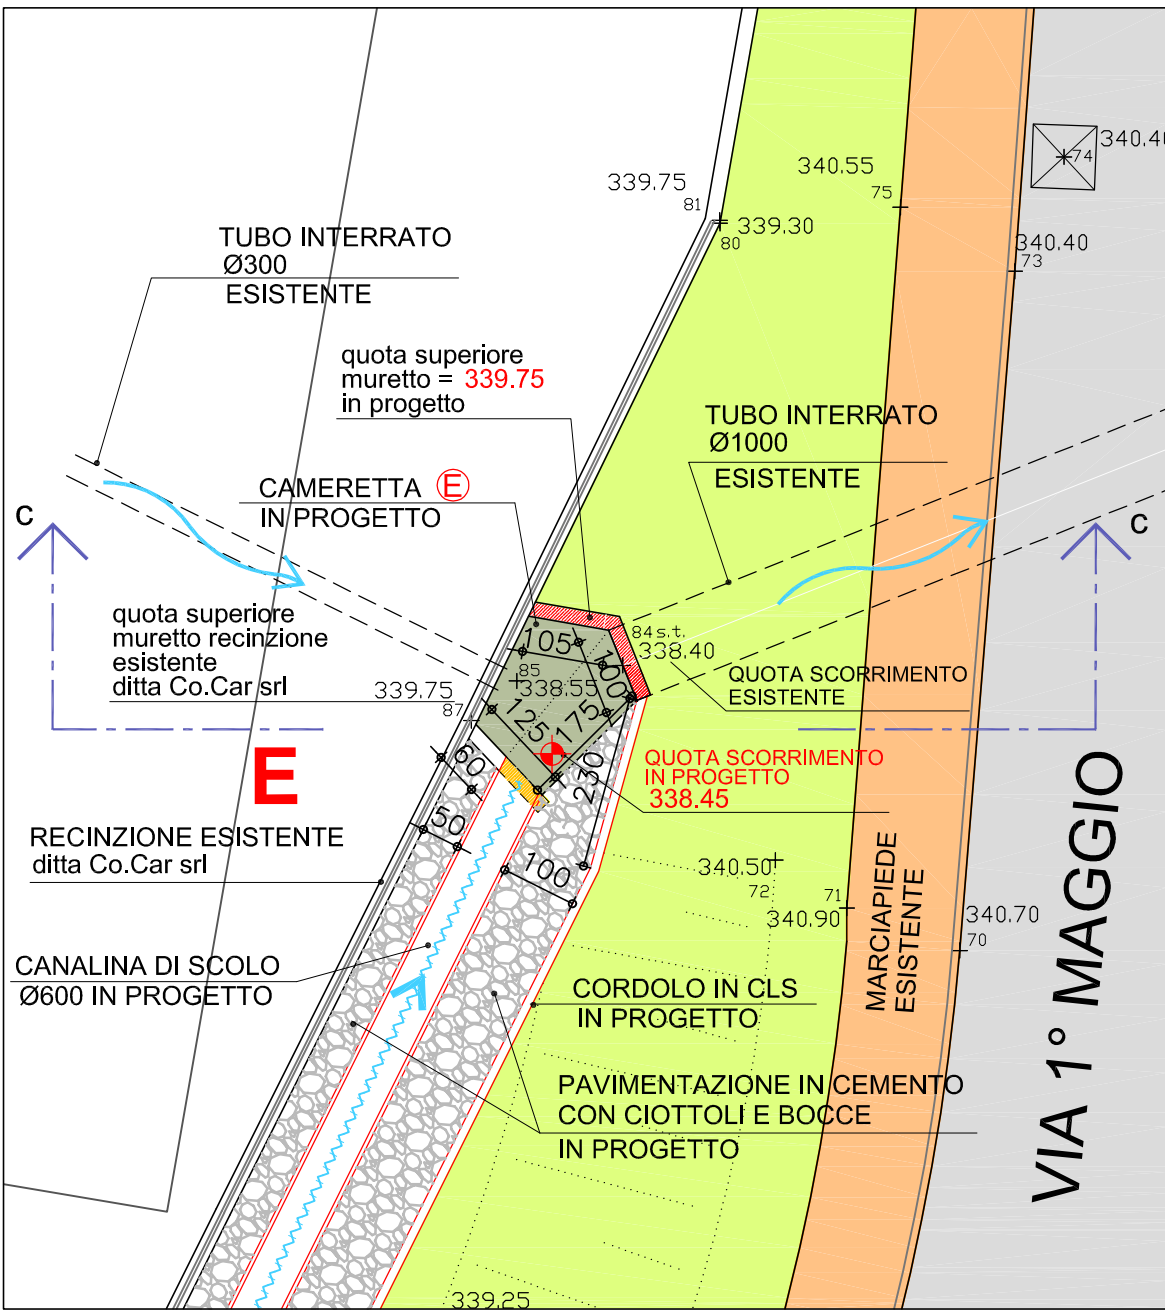 340.40
74
339.75
81
340.55
75
339.30
80
340.40
73
TUBO INTERRATO
Ø300
ESISTENTE
quota superiore
muretto = 339.75
in progetto
TUBO INTERRATO
Ø1000
ESISTENTE
CAMERETTA E
IN PROGETTO
c
c
quota superiore
muretto recinzione
esistente
ditta Co.Car srl
339.75
87
105
100
84s.t.
338.40
85
338.55
125
175
QUOTA SCORRIMENTO
ESISTENTE
E
60
50
230
100
QUOTA SCORRIMENTO
IN PROGETTO
338.45
RECINZIONE ESISTENTE
ditta Co.Car srl
340.50
72
71
340.90
MARCIAPIEDE
ESISTENTE
340.70
70
VIA 1° MAGGIO
CANALINA DI SCOLO
Ø600 IN PROGETTO
CORDOLO IN CLS
IN PROGETTO
PAVIMENTAZIONE IN CEMENTO
CON CIOTTOLI E BOCCE
IN PROGETTO
339.25